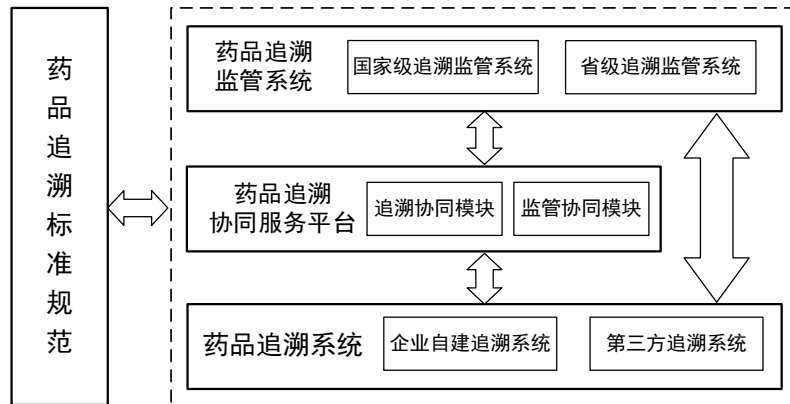 药品追溯标准规范
药品追溯
监管系统
国家级追溯监管系统
省级追溯监管系统
药品追溯
协同服务平台
追溯协同模块
监管协同模块
药品追溯系统
企业自建追溯系统
第三方追溯系统